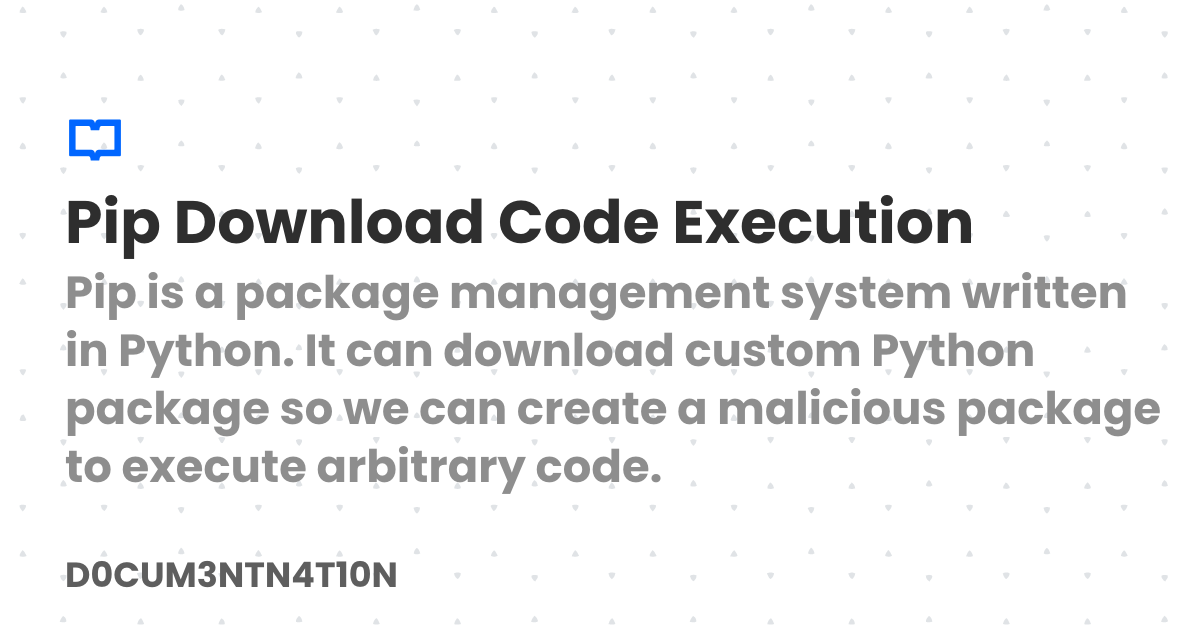 Pip Download Code Execution
Pip is a package management system written
in Python. It can download custom Python
package so we can create a malicious package
to execute arbitrary code.
D0CUM3NTN4T10N